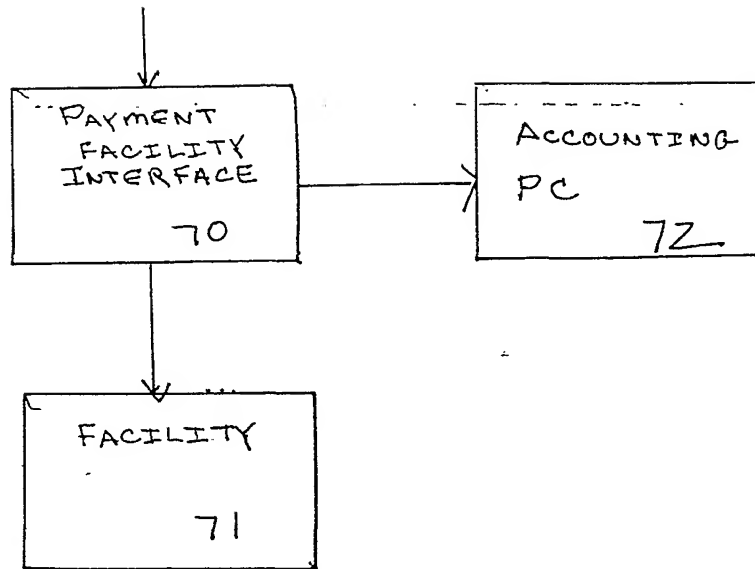 PAYMENT
FACILITY
INTERFACE
70
ACCOUNTING
PC
72
FACILITY
71